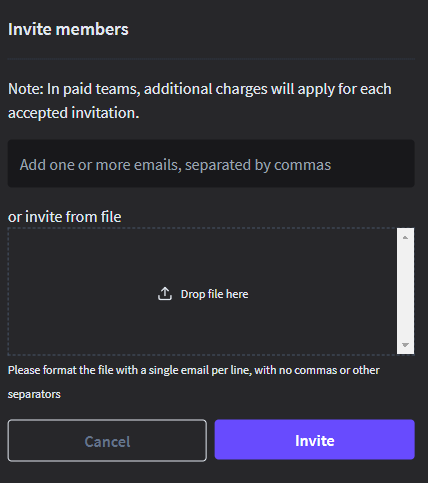 Invite members
Note: In paid teams, additional charges will apply for each
accepted invitation.
Add one or more emails, separated by commas
or invite from file
Drop file here
Please format the file with a single email per line, with no commas or other
separators
Cancel
Invite